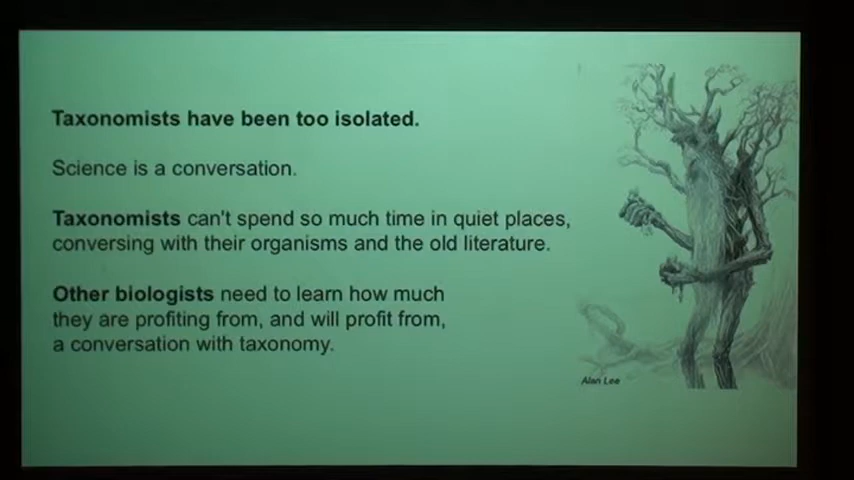 Taxonomists have been too isolated.
Science is a conversation.
Taxonomists can't spend so much time in quiet places,
conversing with their organisms and the old literature.
Other biologists need to learn how much
they are profiting from, and will profit from,
a conversation with taxonomy.
Alan Lee